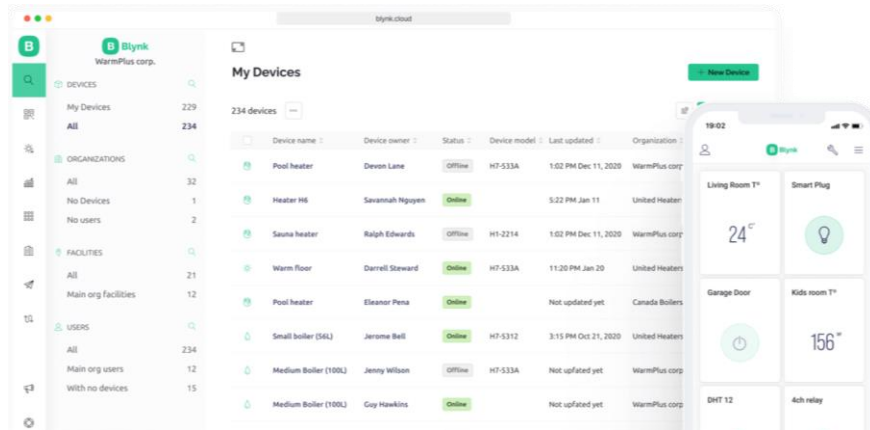 blynk.cloud
B
B Blynk
WarmPlus corp.
DEVICES
My Devices 229
All 234
ORGANIZATIONS
All 32
No Devices 1
No users 2
FACILITIES
All 21
Main org facilities 12
USERS
All 234
Main org users 12
With no devices 15
My Devices
+ New Device
234 devices
Device name Device owner Status Device model Last updated Organization
Pool heater Devon Lane Offline H7-533A 1:02 PM Dec 11, 2020 WarmPlus corp
Heater H6 Savannah Nguyen Online 5:22 PM Jan 11 United Heaters
Sauna heater Ralph Edwards Offline H1-2214 1:02 PM Dec 11, 2020 WarmPlus corp
Warm floor Darrell Steward Online H7-533A 11:20 PM Jan 20 United Heaters
Pool heater Eleanor Pena Online Not updated yet Canada Boilers
Small boiler (56L) Jerome Bell Online H7-5312 3:15 PM Oct 21, 2020 United Heaters
Medium Boiler (100L) Jenny Wilson Offline H7-533A Not upfated yet WarmPlus corp
Medium Boiler (100L) Guy Hawkins Online Not upfated yet WarmPlus corp
19:02
B Blynk
Living Room T° Smart Plug
24 c°
Garage Door Kids room T°
156
DHT 12 4ch relay